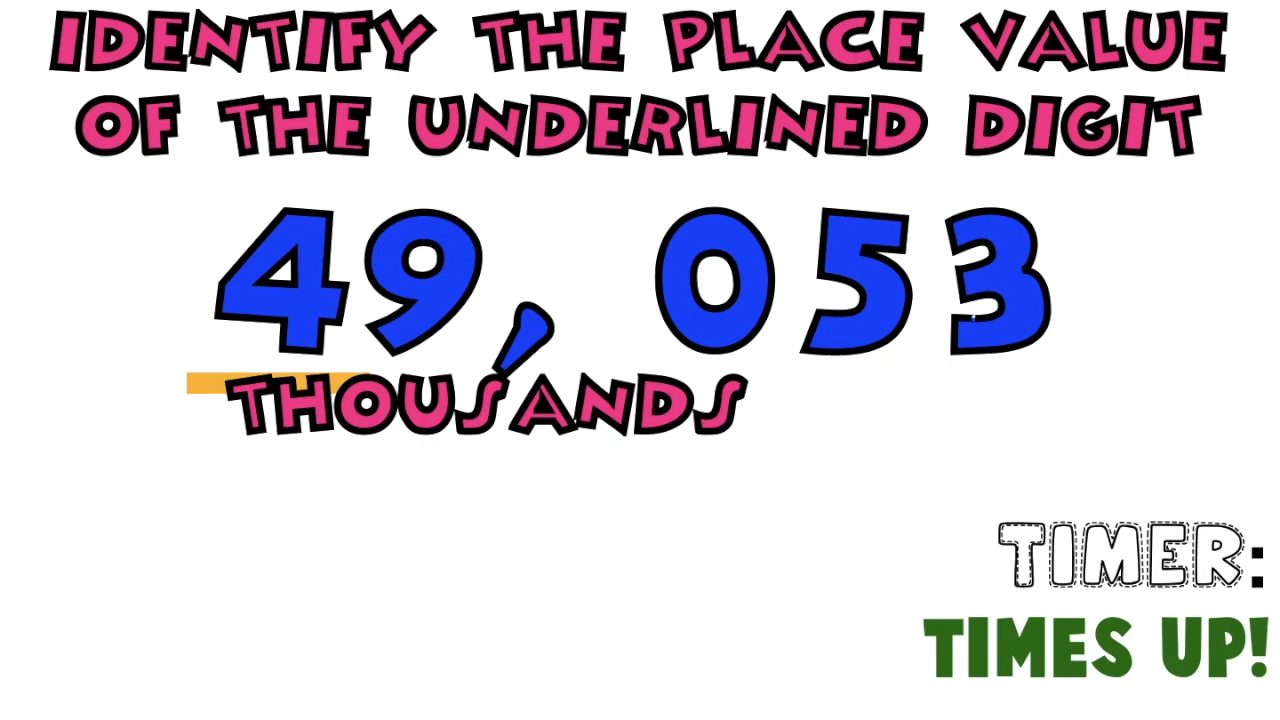 IDENTIFY THE PLACE VALUE
OF THE UNDERLINED DIGIT
49, 053
THOUSANDS
TIMER:
TIMES UP!